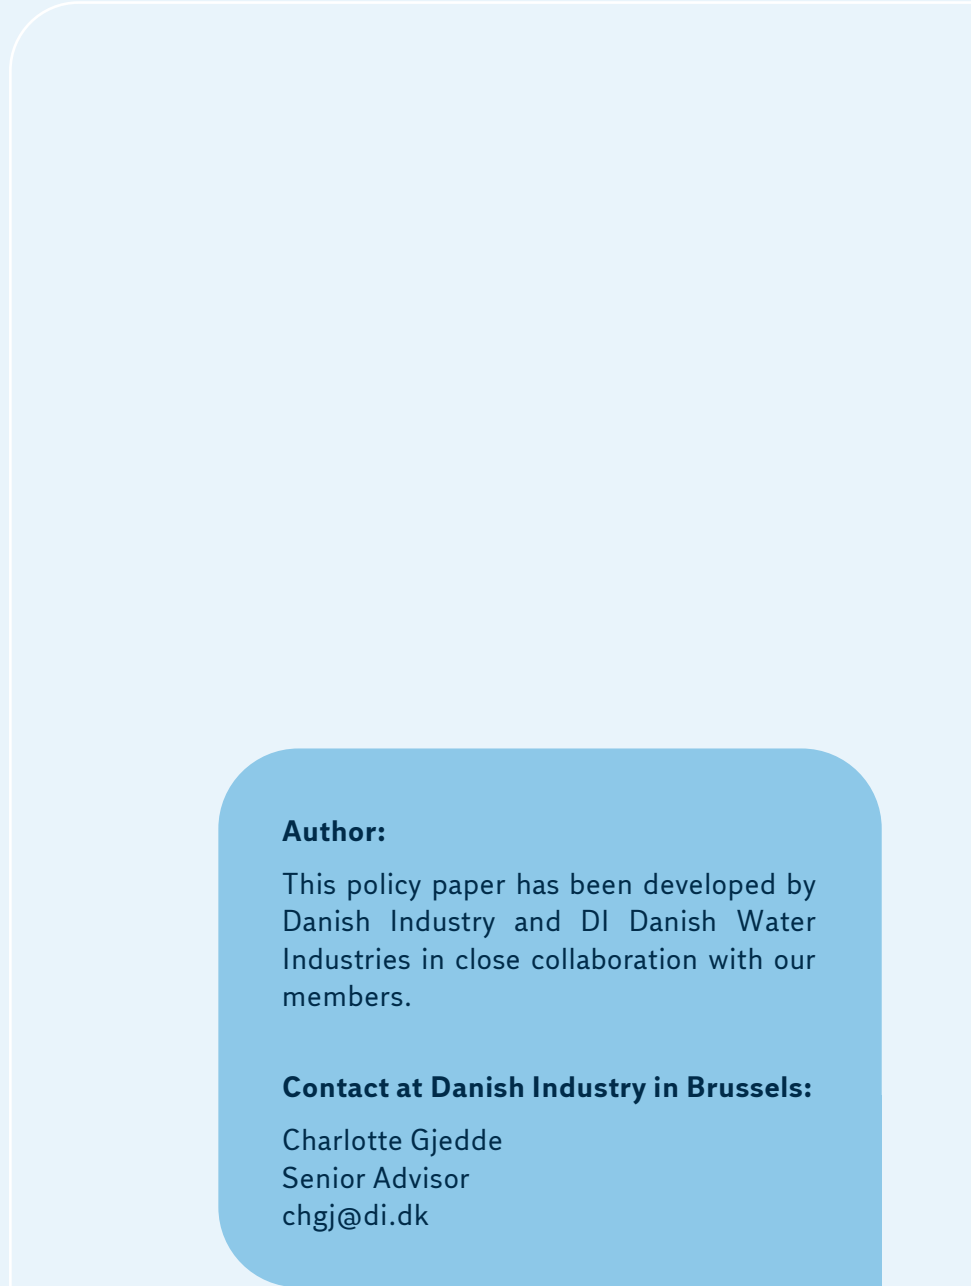 Author:
This policy paper has been developed by
Danish Industry and DI Danish Water
Industries in close collaboration with our
members.
Contact at Danish Industry in Brussels:
Charlotte Gjedde
Senior Advisor
chgj@di.dk